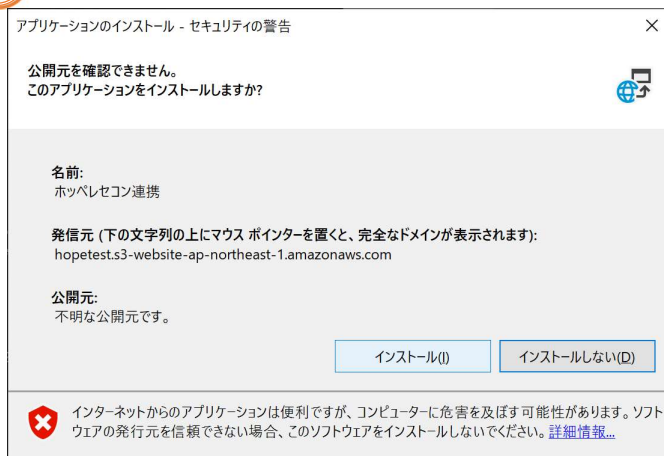 アプリケーションのインストール - セキュリティの警告
公開元を確認できません。
このアプリケーションをインストールしますか?
名前:
ホッペレセコン連携
発信元 (下の文字列の上にマウス ポインターを置くと、完全なドメインが表示されます):
hopetest.s3-website-ap-northeast-1.amazonaws.com
公開元:
不明な公開元です。
インストール(I)
インストールしない(D)
インターネットからのアプリケーションは便利ですが、コンピューターに危害を及ぼす可能性があります。ソフト
ウェアの発行元を信頼できない場合、このソフトウェアをインストールしないでください。詳細情報...